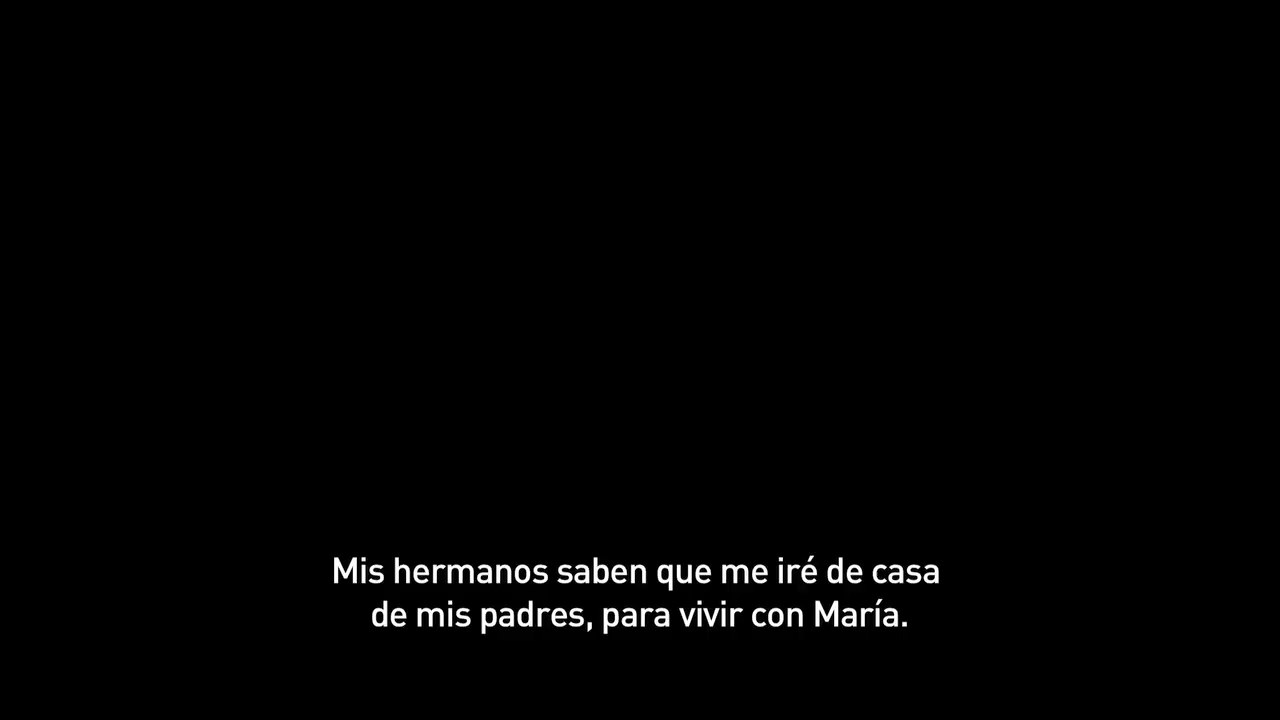 Mis hermanos saben que me iré de casa
de mis padres, para vivir con María.